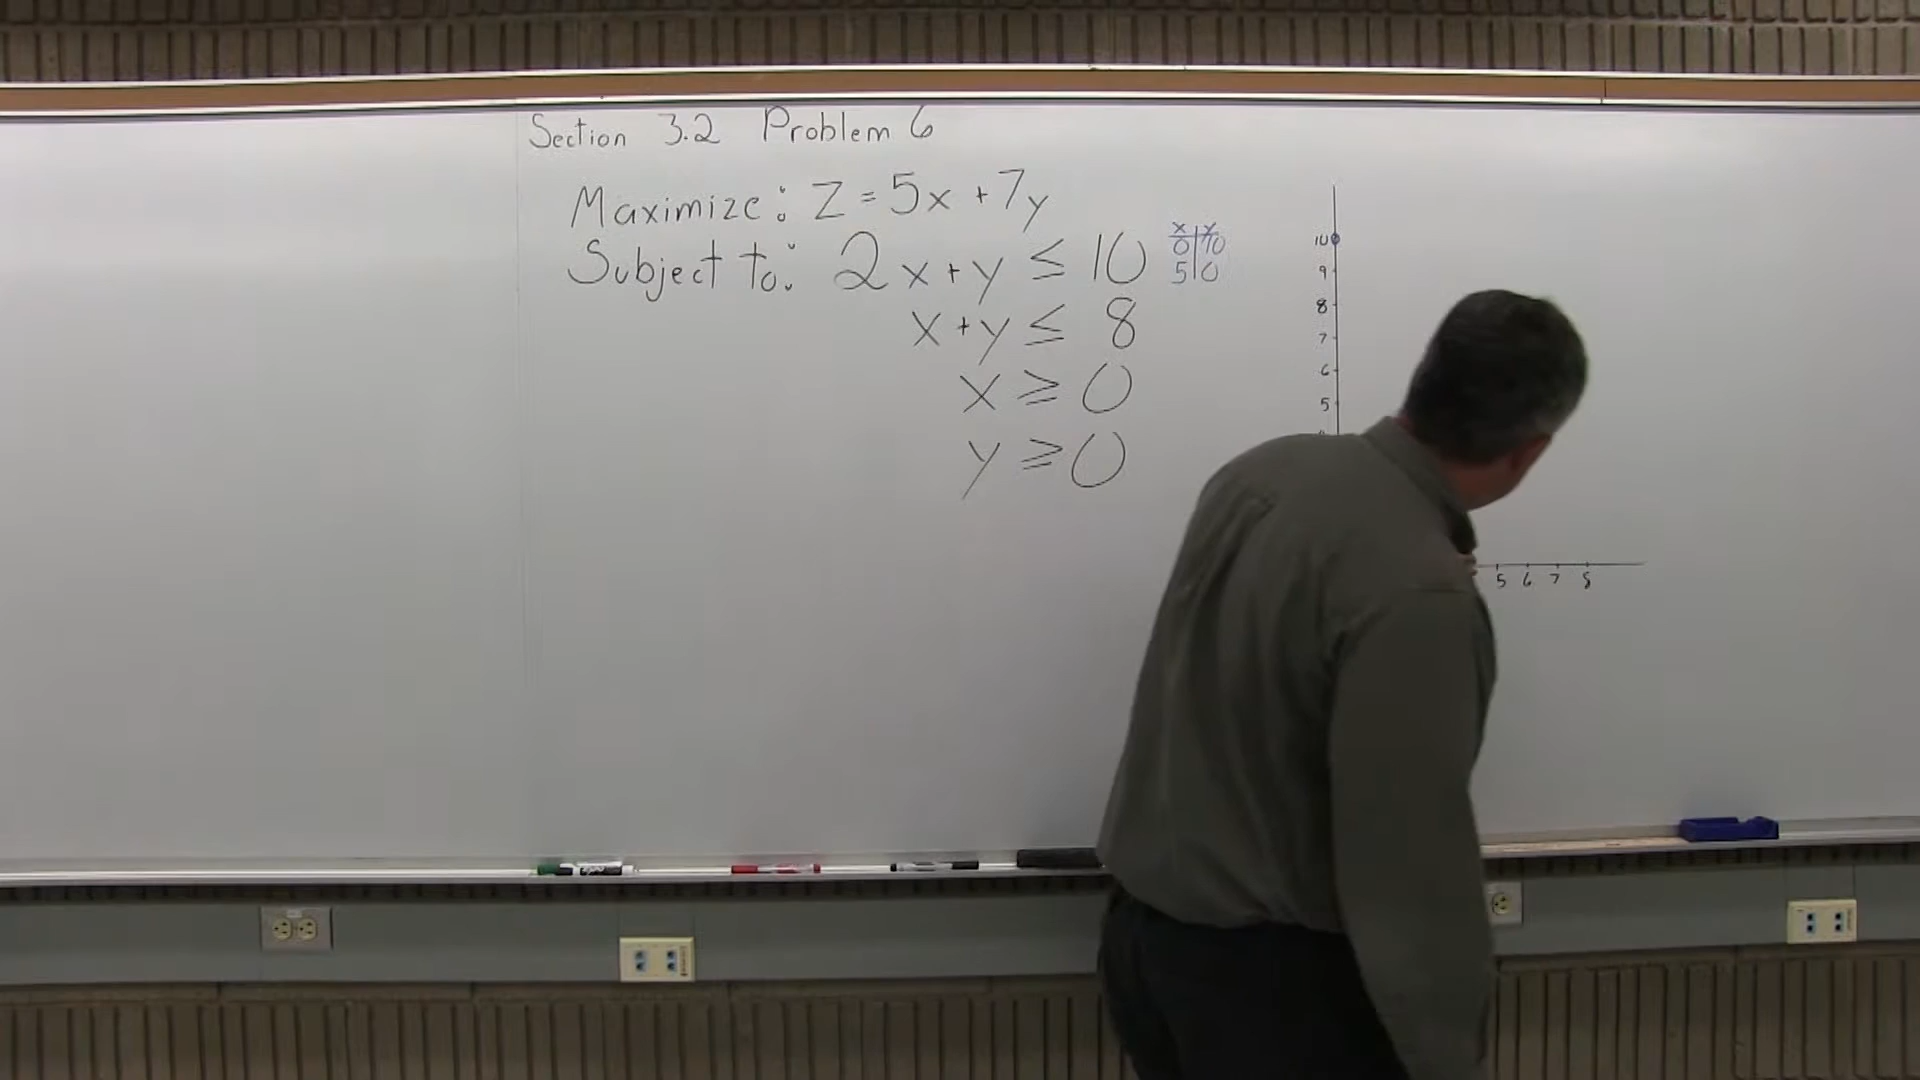 Section 3.2 Problem 6
Maximize: Z = 5x + 7y
Subject to: 2x + y ≤ 10
x + y ≤ 8
x ≥ 0
y ≥ 0
x y
0 10
5 0
10
9
8
7
6
5
5 6 7 8